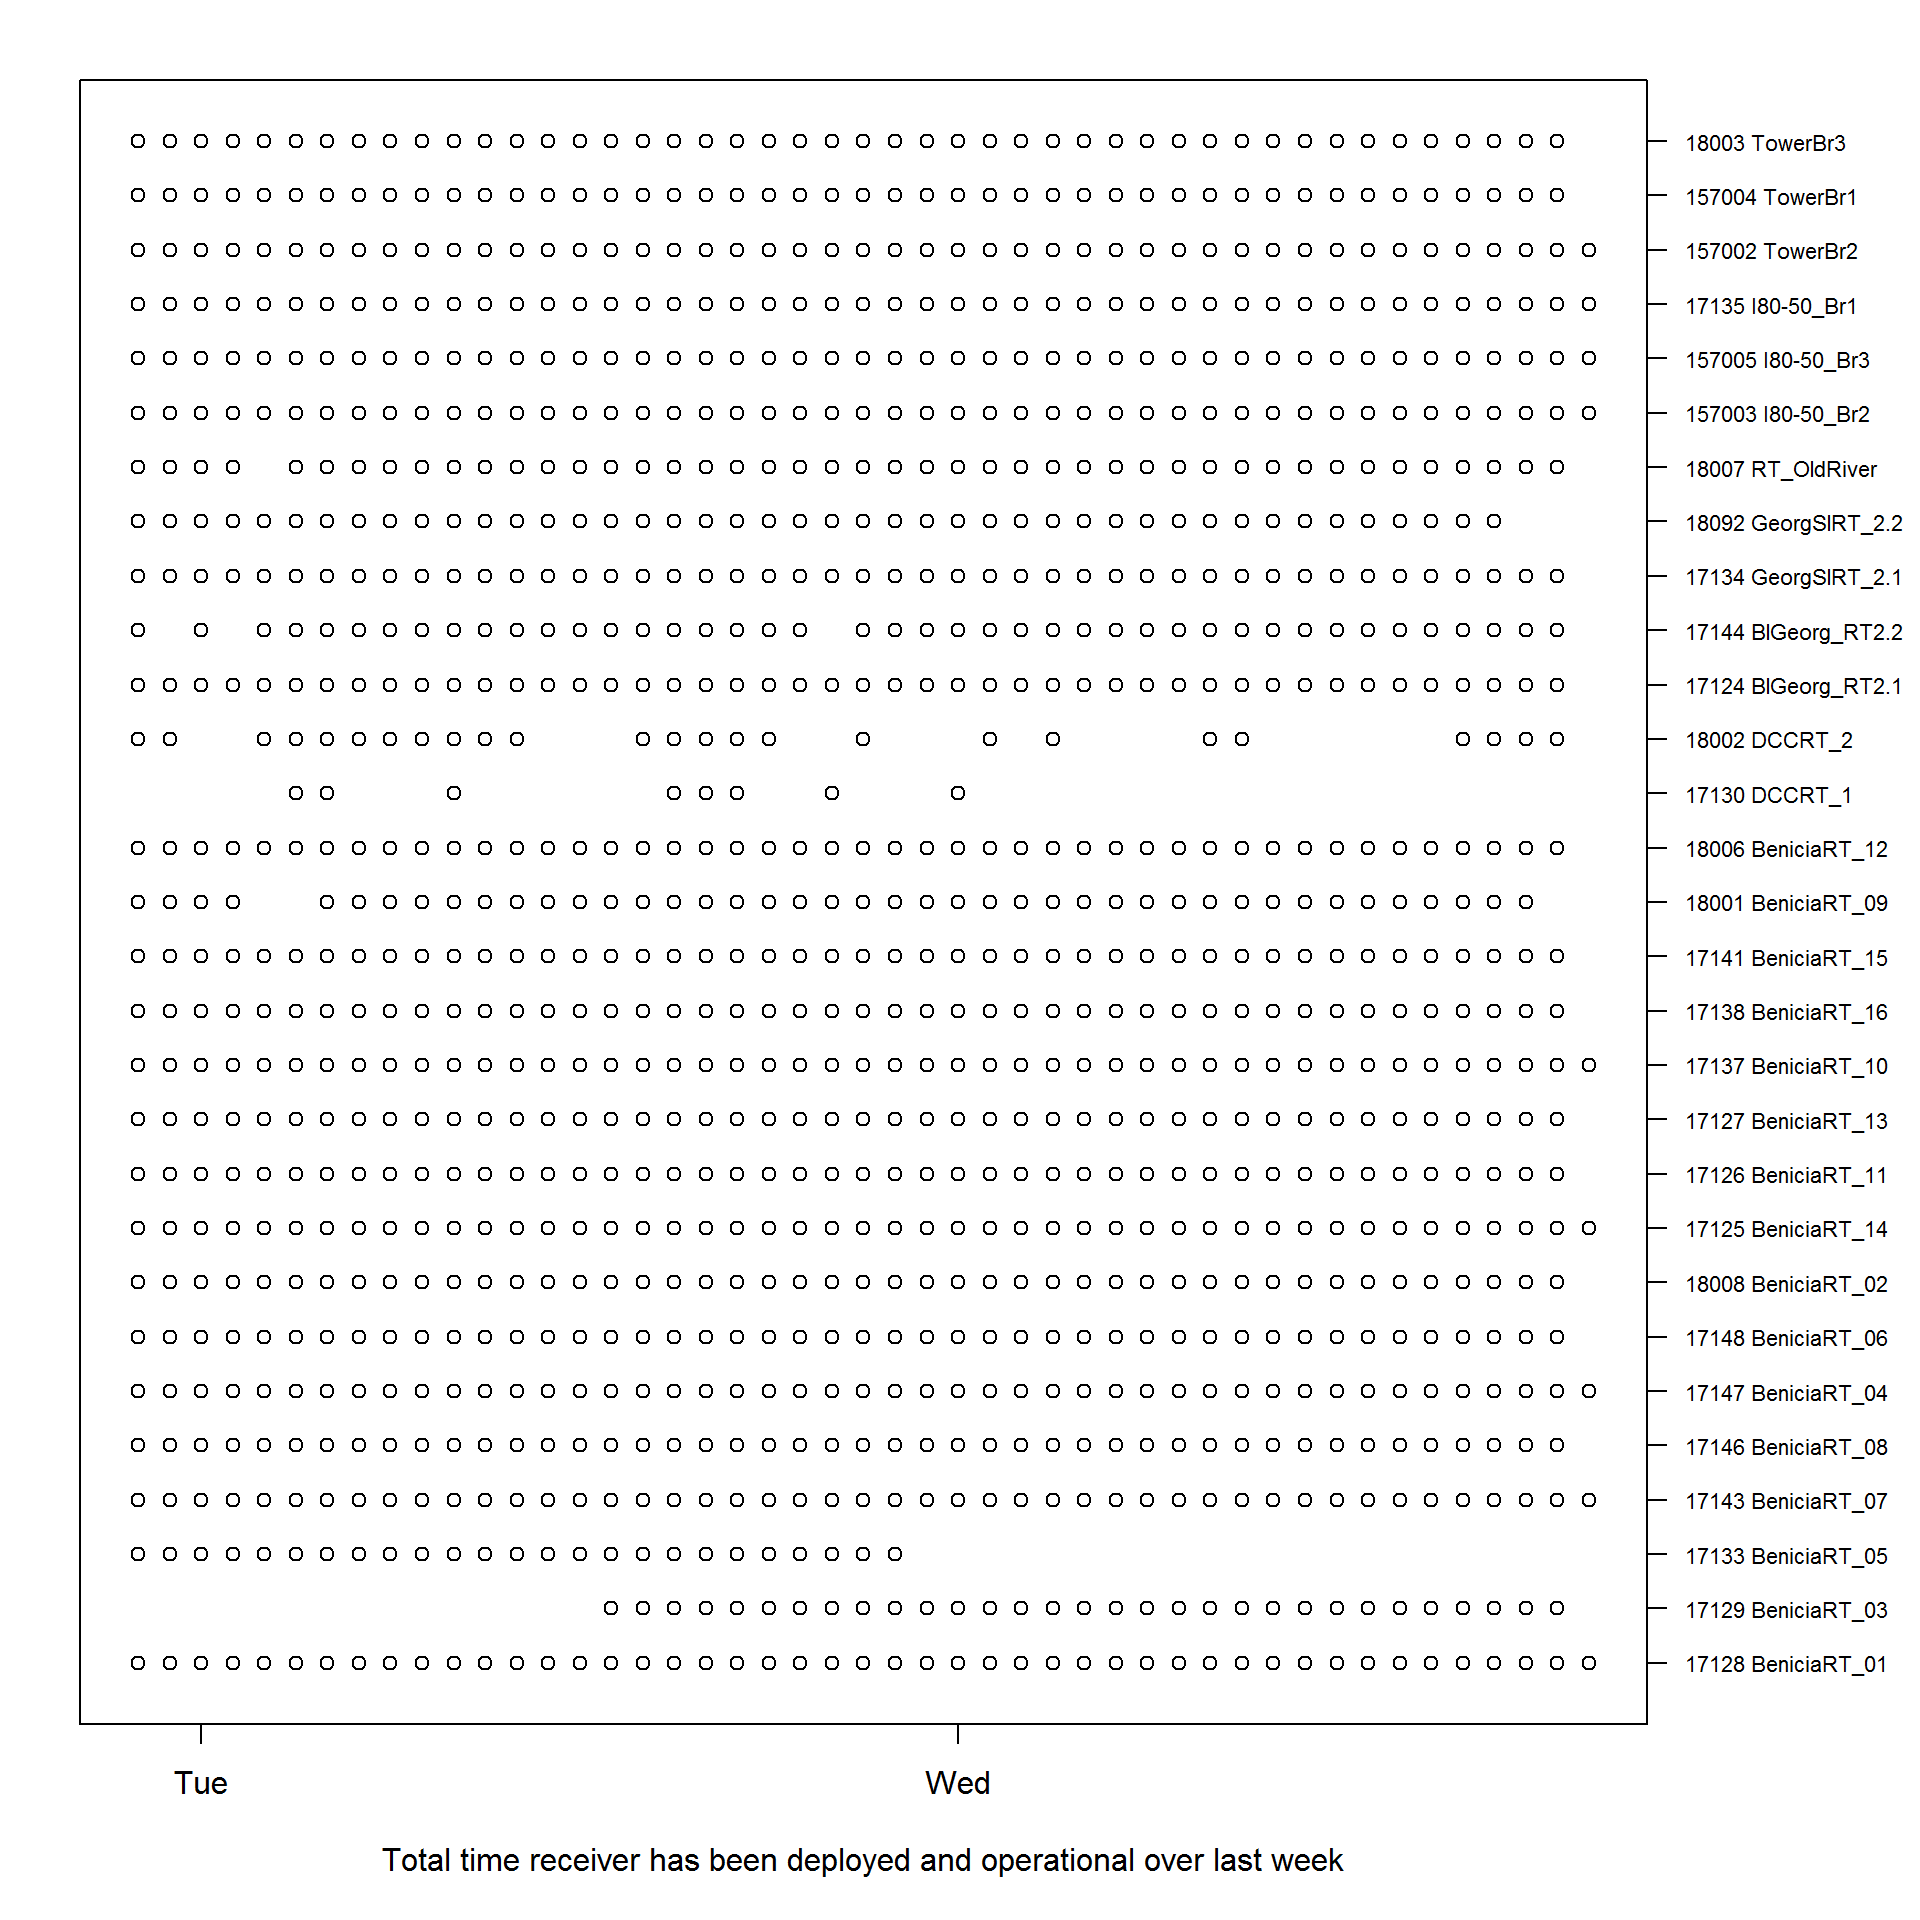 18003 TowerBr3
157004 TowerBr1
157002 TowerBr2
17135 I80-50_Br1
157005 I80-50_Br3
157003 I80-50_Br2
18007 RT_OldRiver
18092 GeorgSlRT_2.2
17134 GeorgSlRT_2.1
17144 BlGeorg_RT2.2
17124 BlGeorg_RT2.1
18002 DCCRT_2
17130 DCCRT_1
18006 BeniciaRT_12
18001 BeniciaRT_09
17141 BeniciaRT_15
17138 BeniciaRT_16
17137 BeniciaRT_10
17127 BeniciaRT_13
17126 BeniciaRT_11
17125 BeniciaRT_14
18008 BeniciaRT_02
17148 BeniciaRT_06
17147 BeniciaRT_04
17146 BeniciaRT_08
17143 BeniciaRT_07
17133 BeniciaRT_05
17129 BeniciaRT_03
17128 BeniciaRT_01
Tue Wed
Total time receiver has been deployed and operational over last week